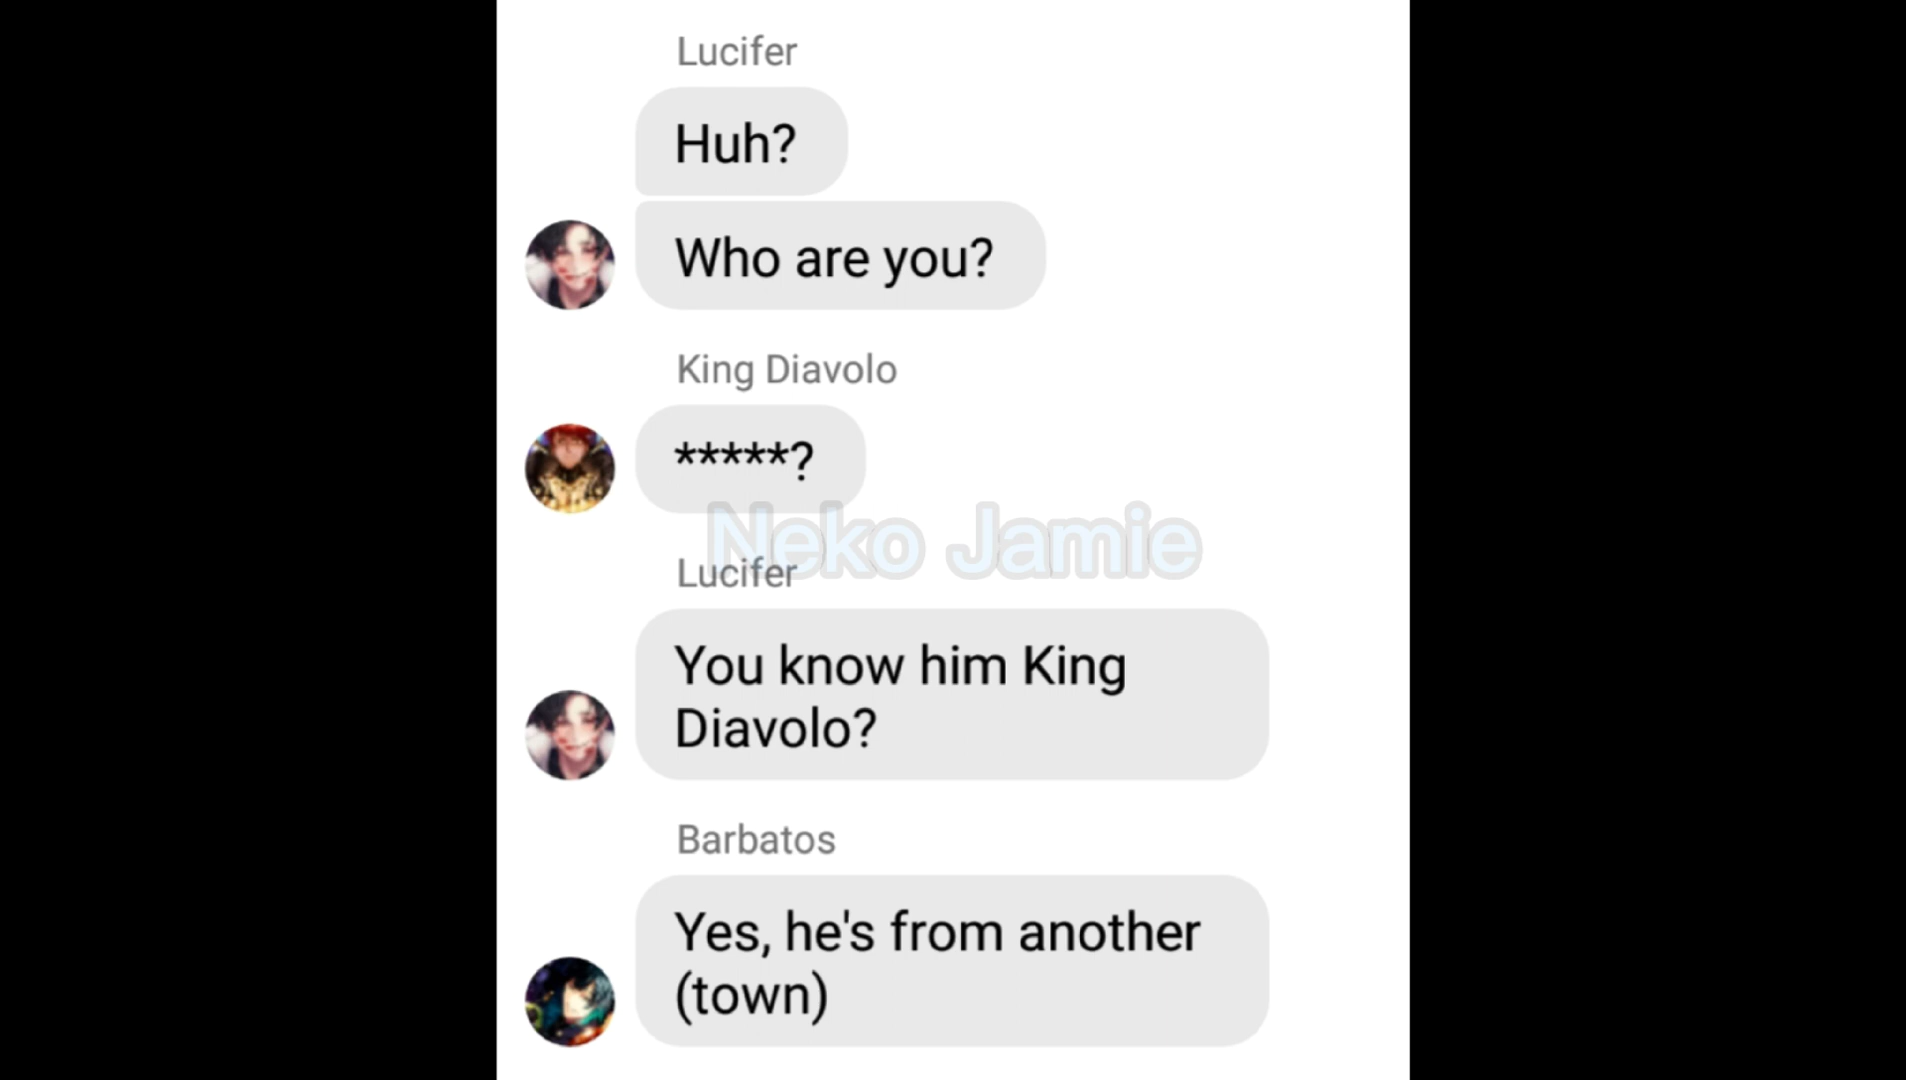 Lucifer
Huh?
Who are you?
King Diavolo
*****?
Neko Jamie
Lucifer
You know him King
Diavolo?
Barbatos
Yes, he's from another
(town)